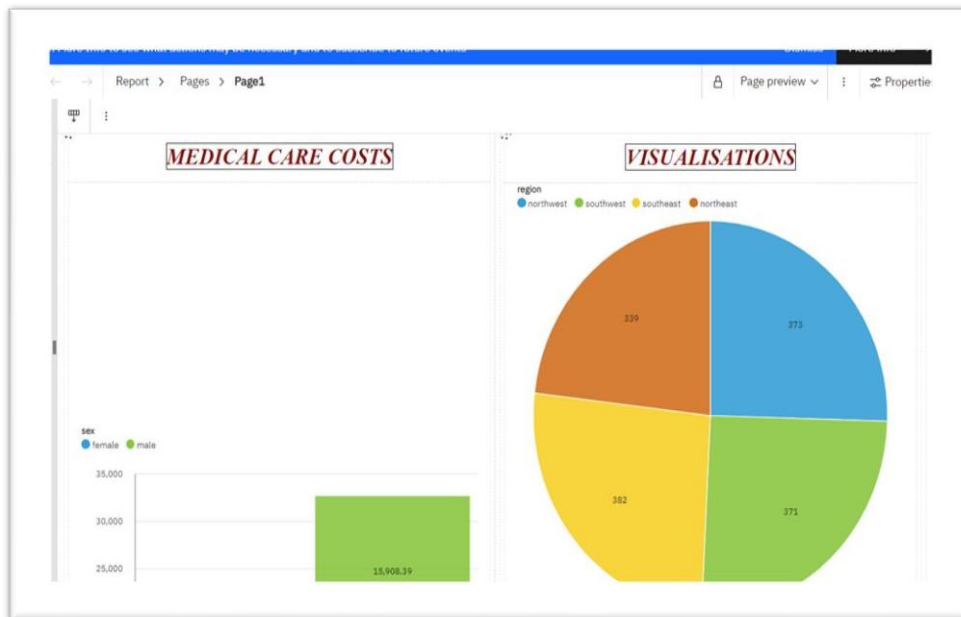 Report > Pages > Page1
Page preview
Properties
MEDICAL CARE COSTS
VISUALISATIONS
region
northwest southwest southeast northeast
339
373
382
371
sex
female male
35,000
30,000
25,000
15,908.39